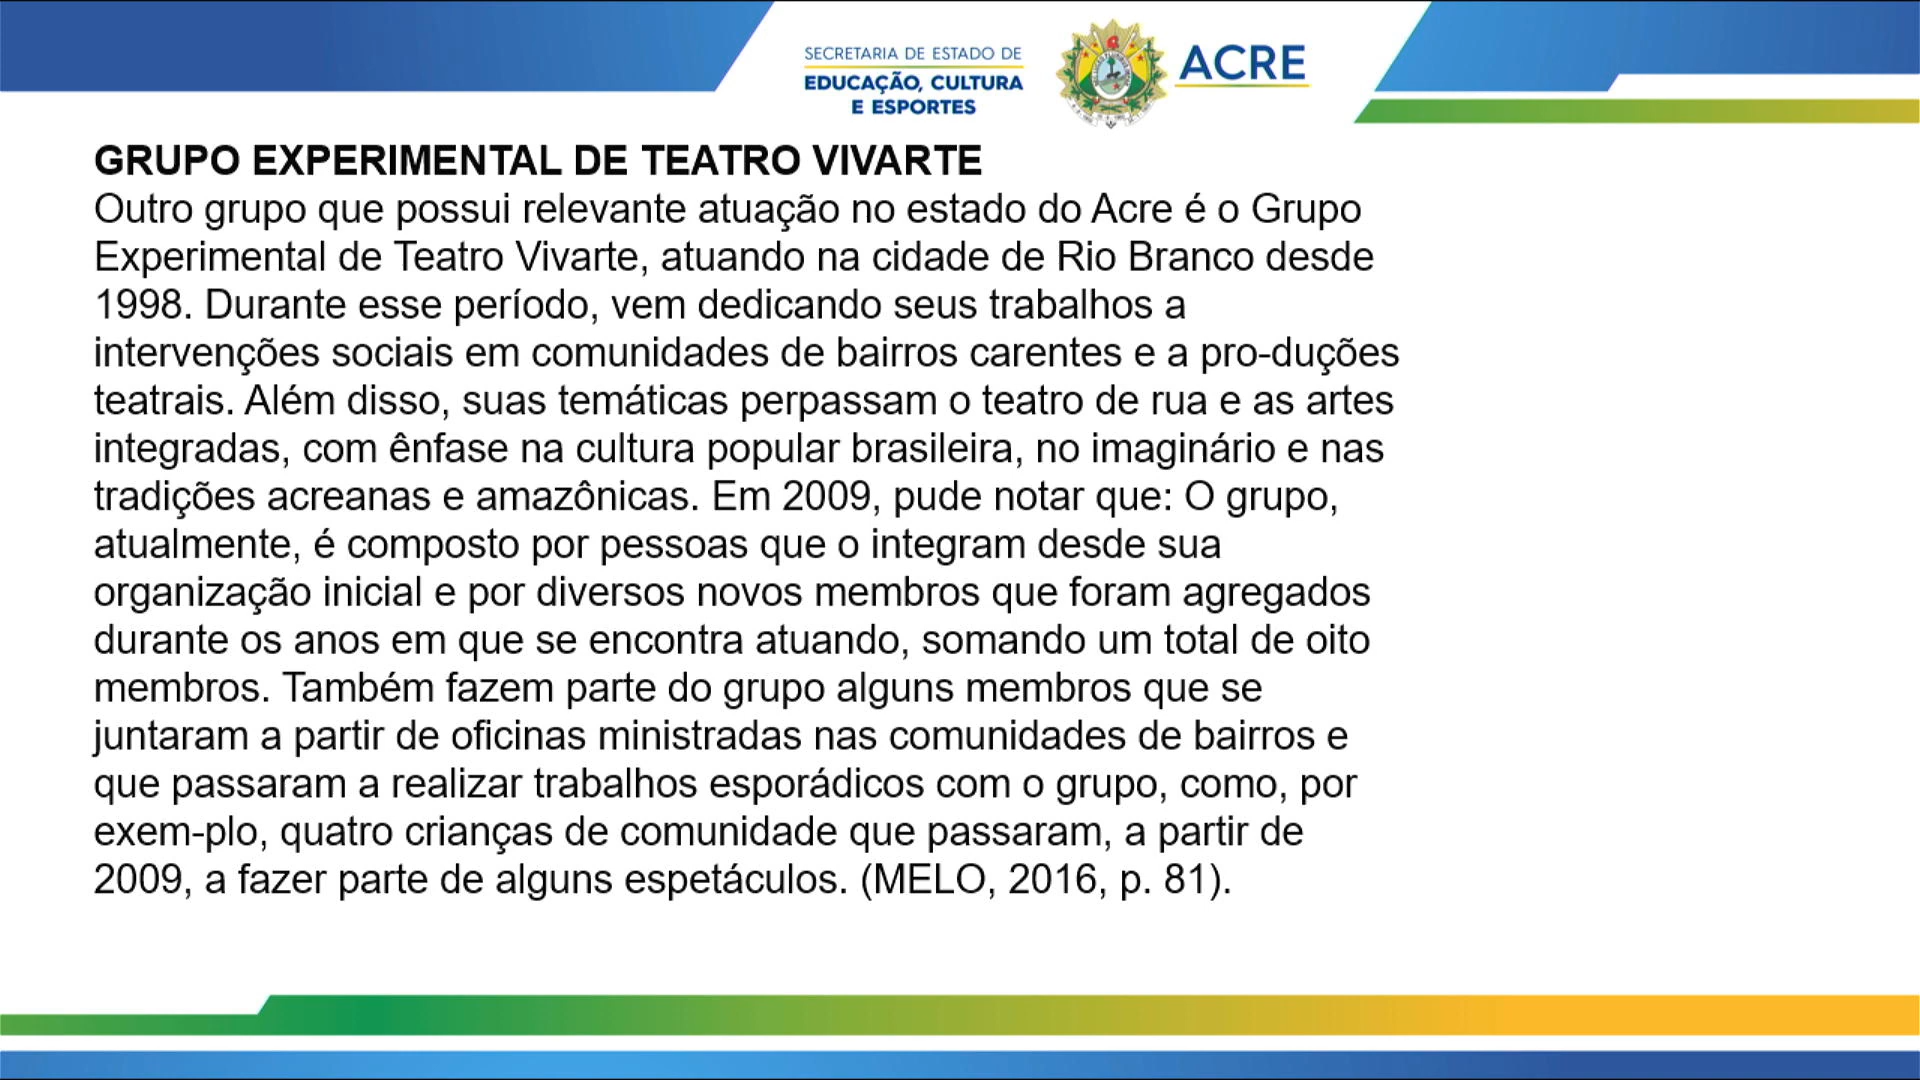 SECRETARIA DE ESTADO DE
EDUCAÇÃO, CULTURA
E ESPORTES
ACRE
GRUPO EXPERIMENTAL DE TEATRO VIVARTE
Outro grupo que possui relevante atuação no estado do Acre é o Grupo
Experimental de Teatro Vivarte, atuando na cidade de Rio Branco desde
1998. Durante esse período, vem dedicando seus trabalhos a
intervenções sociais em comunidades de bairros carentes e a pro-duções
teatrais. Além disso, suas temáticas perpassam o teatro de rua e as artes
integradas, com ênfase na cultura popular brasileira, no imaginário e nas
tradições acreanas e amazônicas. Em 2009, pude notar que: O grupo,
atualmente, é composto por pessoas que o integram desde sua
organização inicial e por diversos novos membros que foram agregados
durante os anos em que se encontra atuando, somando um total de oito
membros. Também fazem parte do grupo alguns membros que se
juntaram a partir de oficinas ministradas nas comunidades de bairros e
que passaram a realizar trabalhos esporádicos com o grupo, como, por
exem-plo, quatro crianças de comunidade que passaram, a partir de
2009, a fazer parte de alguns espetáculos. (MELO, 2016, p. 81).